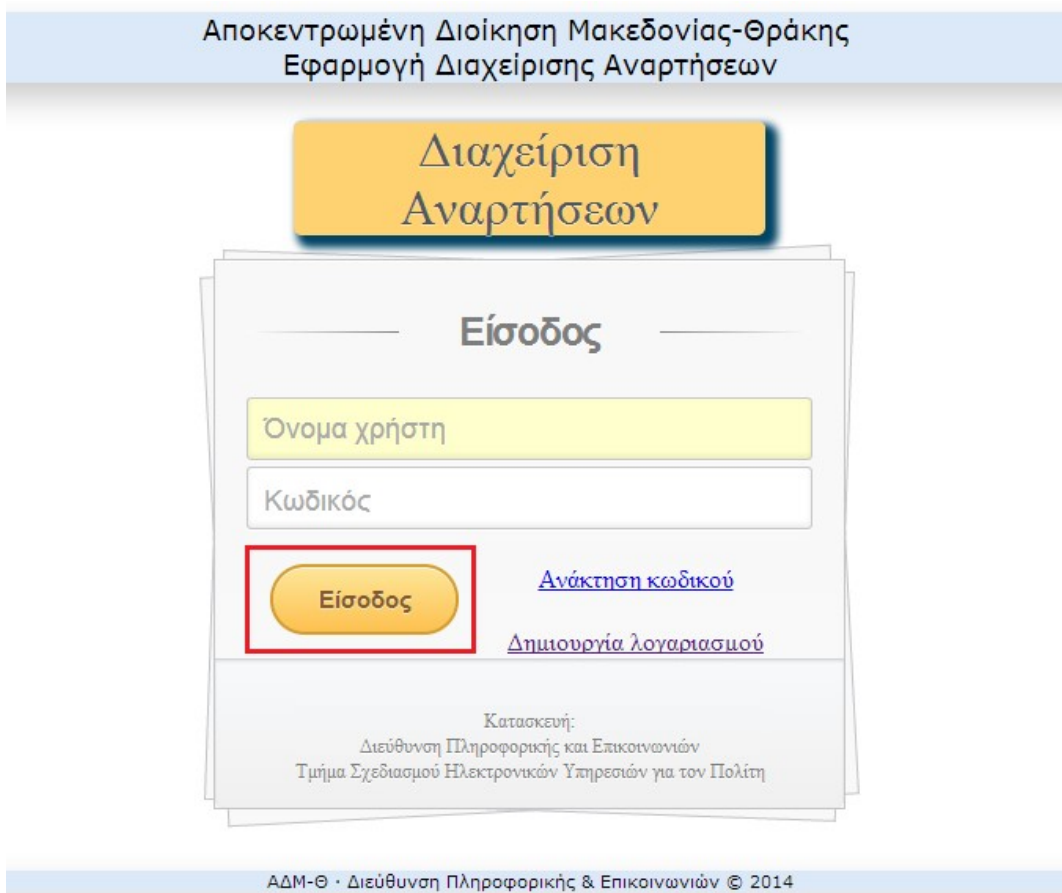 Αποκεντρωμένη Διοίκηση Μακεδονίας-Θράκης
Εφαρμογή Διαχείρισης Αναρτήσεων
Διαχείριση
Αναρτήσεων
Είσοδος
Όνομα χρήστη
Κωδικός
Είσοδος
Ανάκτηση κωδικού
Δημιουργία λογαριασμού
Κατασκευή:
Διεύθυνση Πληροφορικής και Επικοινωνιών
Τμήμα Σχεδιασμού Ηλεκτρονικών Υπηρεσιών για τον Πολίτη
ΑΔΜ-Θ · Διεύθυνση Πληροφορικής & Επικοινωνιών © 2014